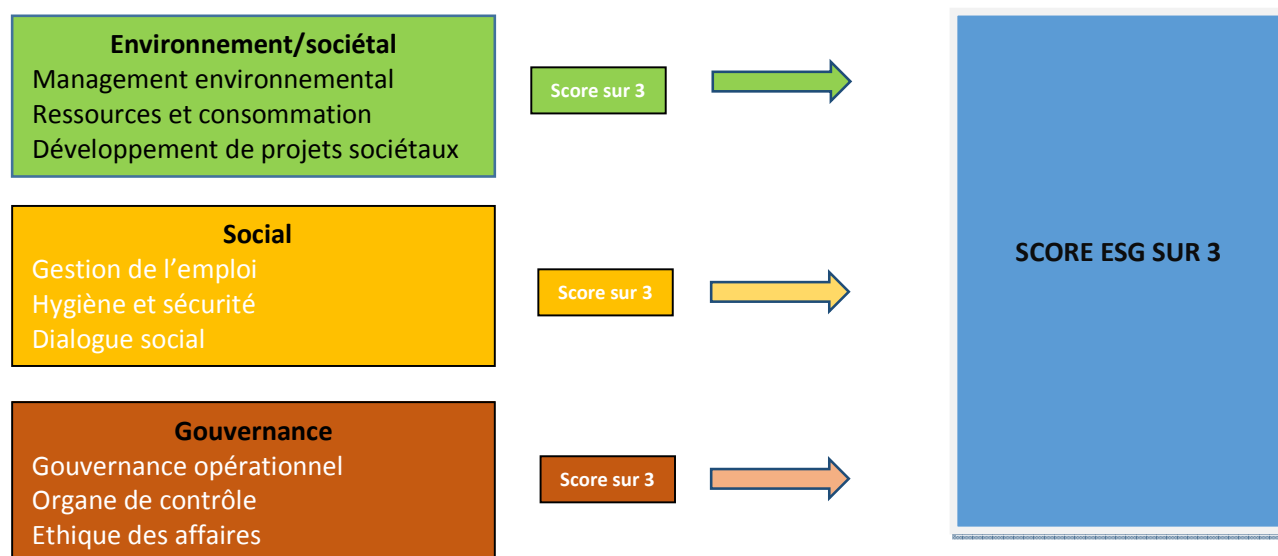 Environnement/sociétal
Management environnemental
Ressources et consommation
Développement de projets sociétaux
Score sur 3
Social
Gestion de l'emploi
Hygiène et sécurité
Dialogue social
Score sur 3
Gouvernance
Gouvernance opérationnel
Organe de contrôle
Ethique des affaires
Score sur 3
SCORE ESG SUR 3